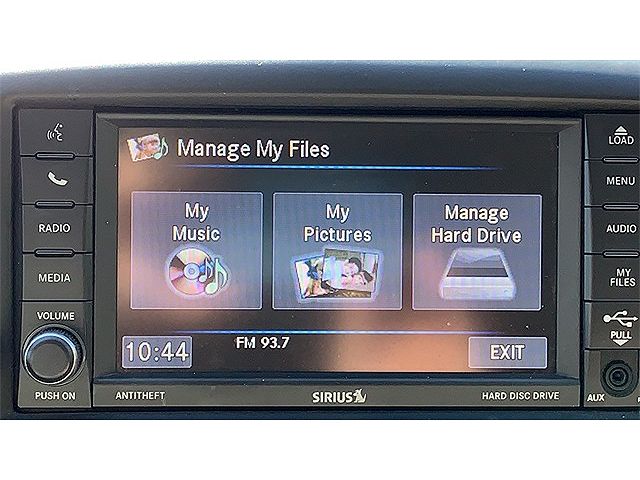 Manage My Files
My
Music
My
Pictures
Manage
Hard Drive
10:44
FM 93.7
EXIT
RADIO
MEDIA
VOLUME
PUSH ON
LOAD
MENU
AUDIO
MY
FILES
PULL
AUX
ANTITHEFT
SIRIUS
HARD DISC DRIVE